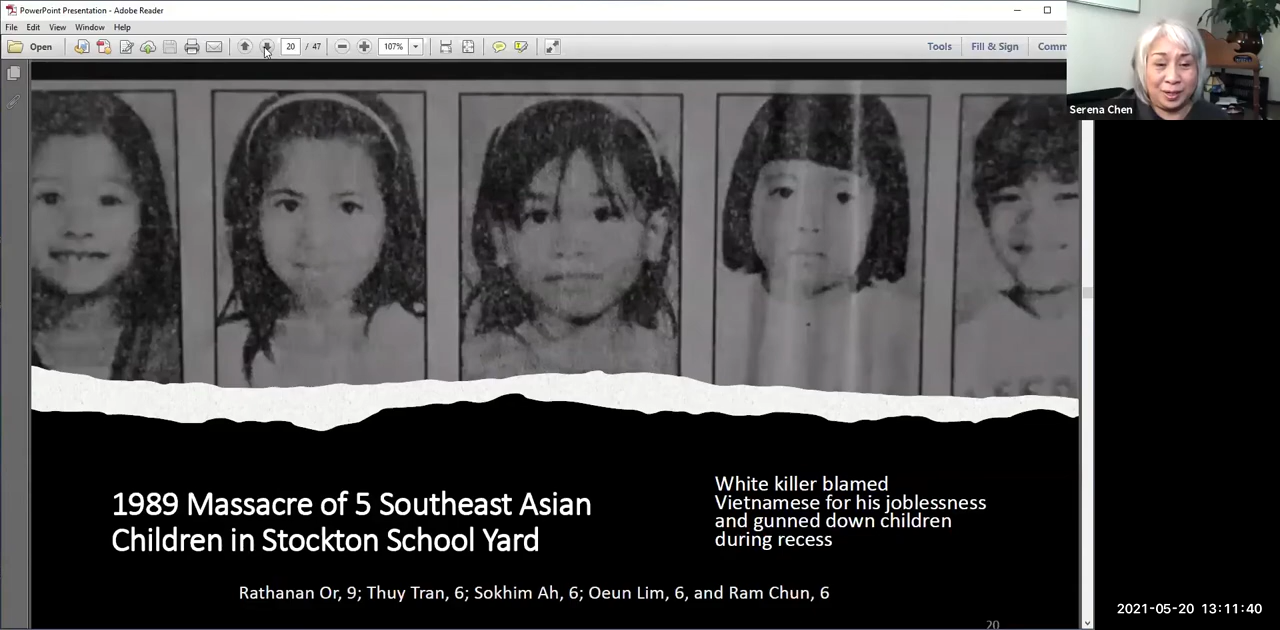 PowerPoint Presentation - Adobe Reader
File Edit View Window Help
Open 20 / 47 107% Tools Fill & Sign Comm
Serena Chen
1989 Massacre of 5 Southeast Asian
Children in Stockton School Yard
White killer blamed
Vietnamese for his joblessness
and gunned down children
during recess
Rathanan Or, 9; Thuy Tran, 6; Sokhim Ah, 6; Oeun Lim, 6, and Ram Chun, 6
20
2021-05-20 13:11:40